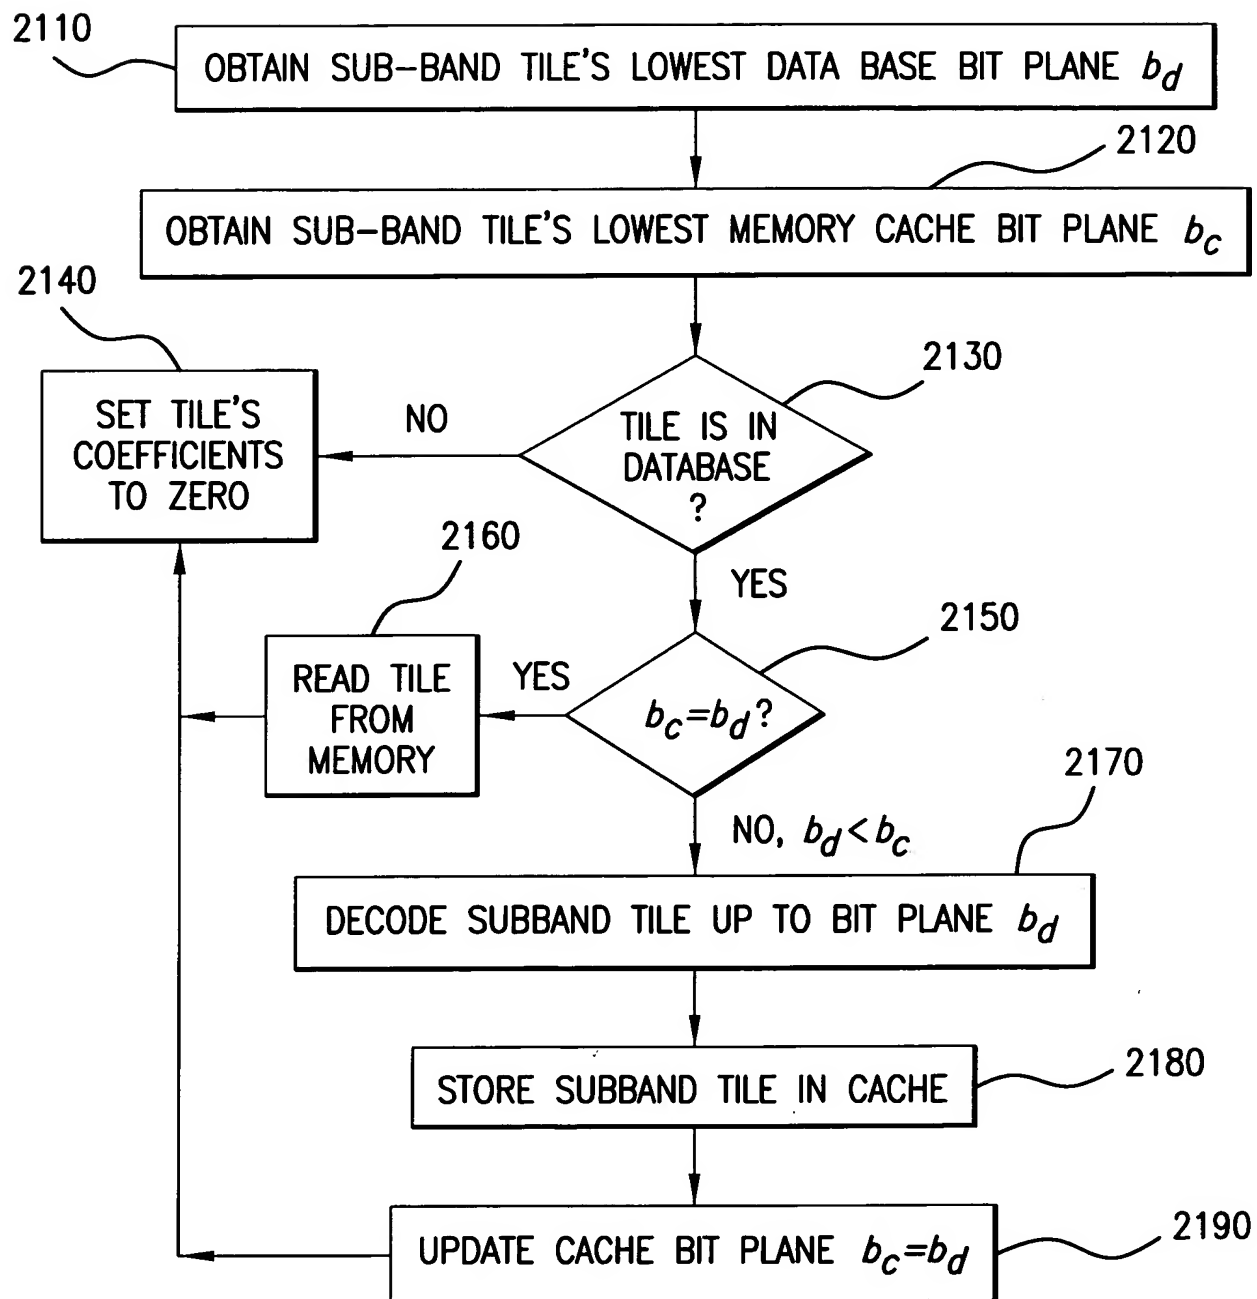 2110
OBTAIN SUB-BAND TILE'S LOWEST DATA BASE BIT PLANE b_d
2120
OBTAIN SUB-BAND TILE'S LOWEST MEMORY CACHE BIT PLANE b_c
2140
SET TILE'S
COEFFICIENTS
TO ZERO
NO
2130
TILE IS IN
DATABASE
?
YES
2160
READ TILE
FROM
MEMORY
YES
2150
b_c=b_d?
NO, b_d<b_c
2170
DECODE SUBBAND TILE UP TO BIT PLANE b_d
STORE SUBBAND TILE IN CACHE
2180
UPDATE CACHE BIT PLANE b_c=b_d
2190